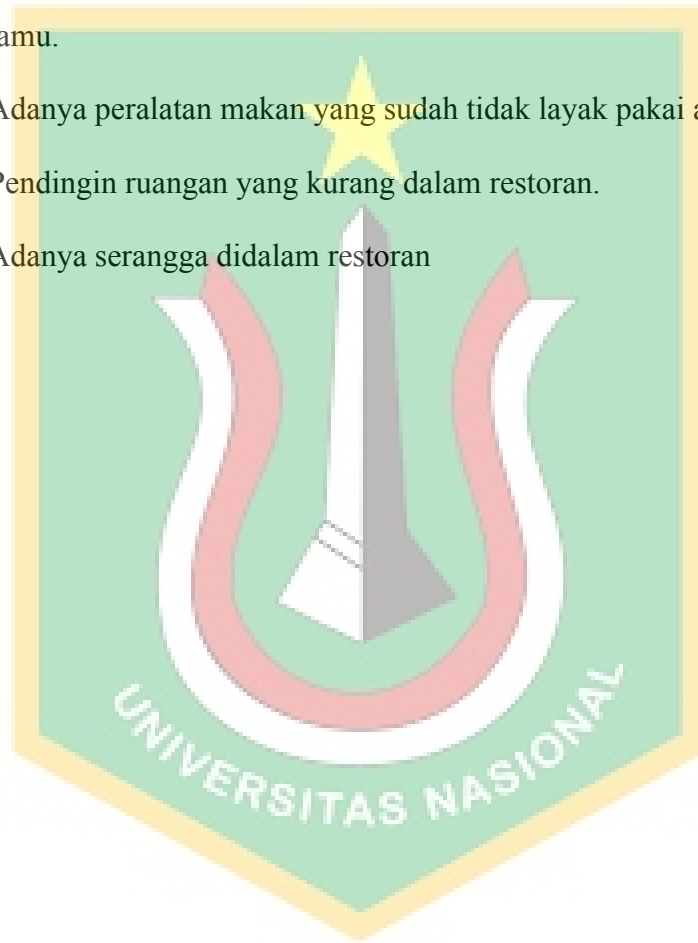 amu.
Adanya peralatan makan yang sudah tidak layak pakai a
Pendingin ruangan yang kurang dalam restoran.
Adanya serangga didalam restoran
UNIVERSITAS NASIONAL